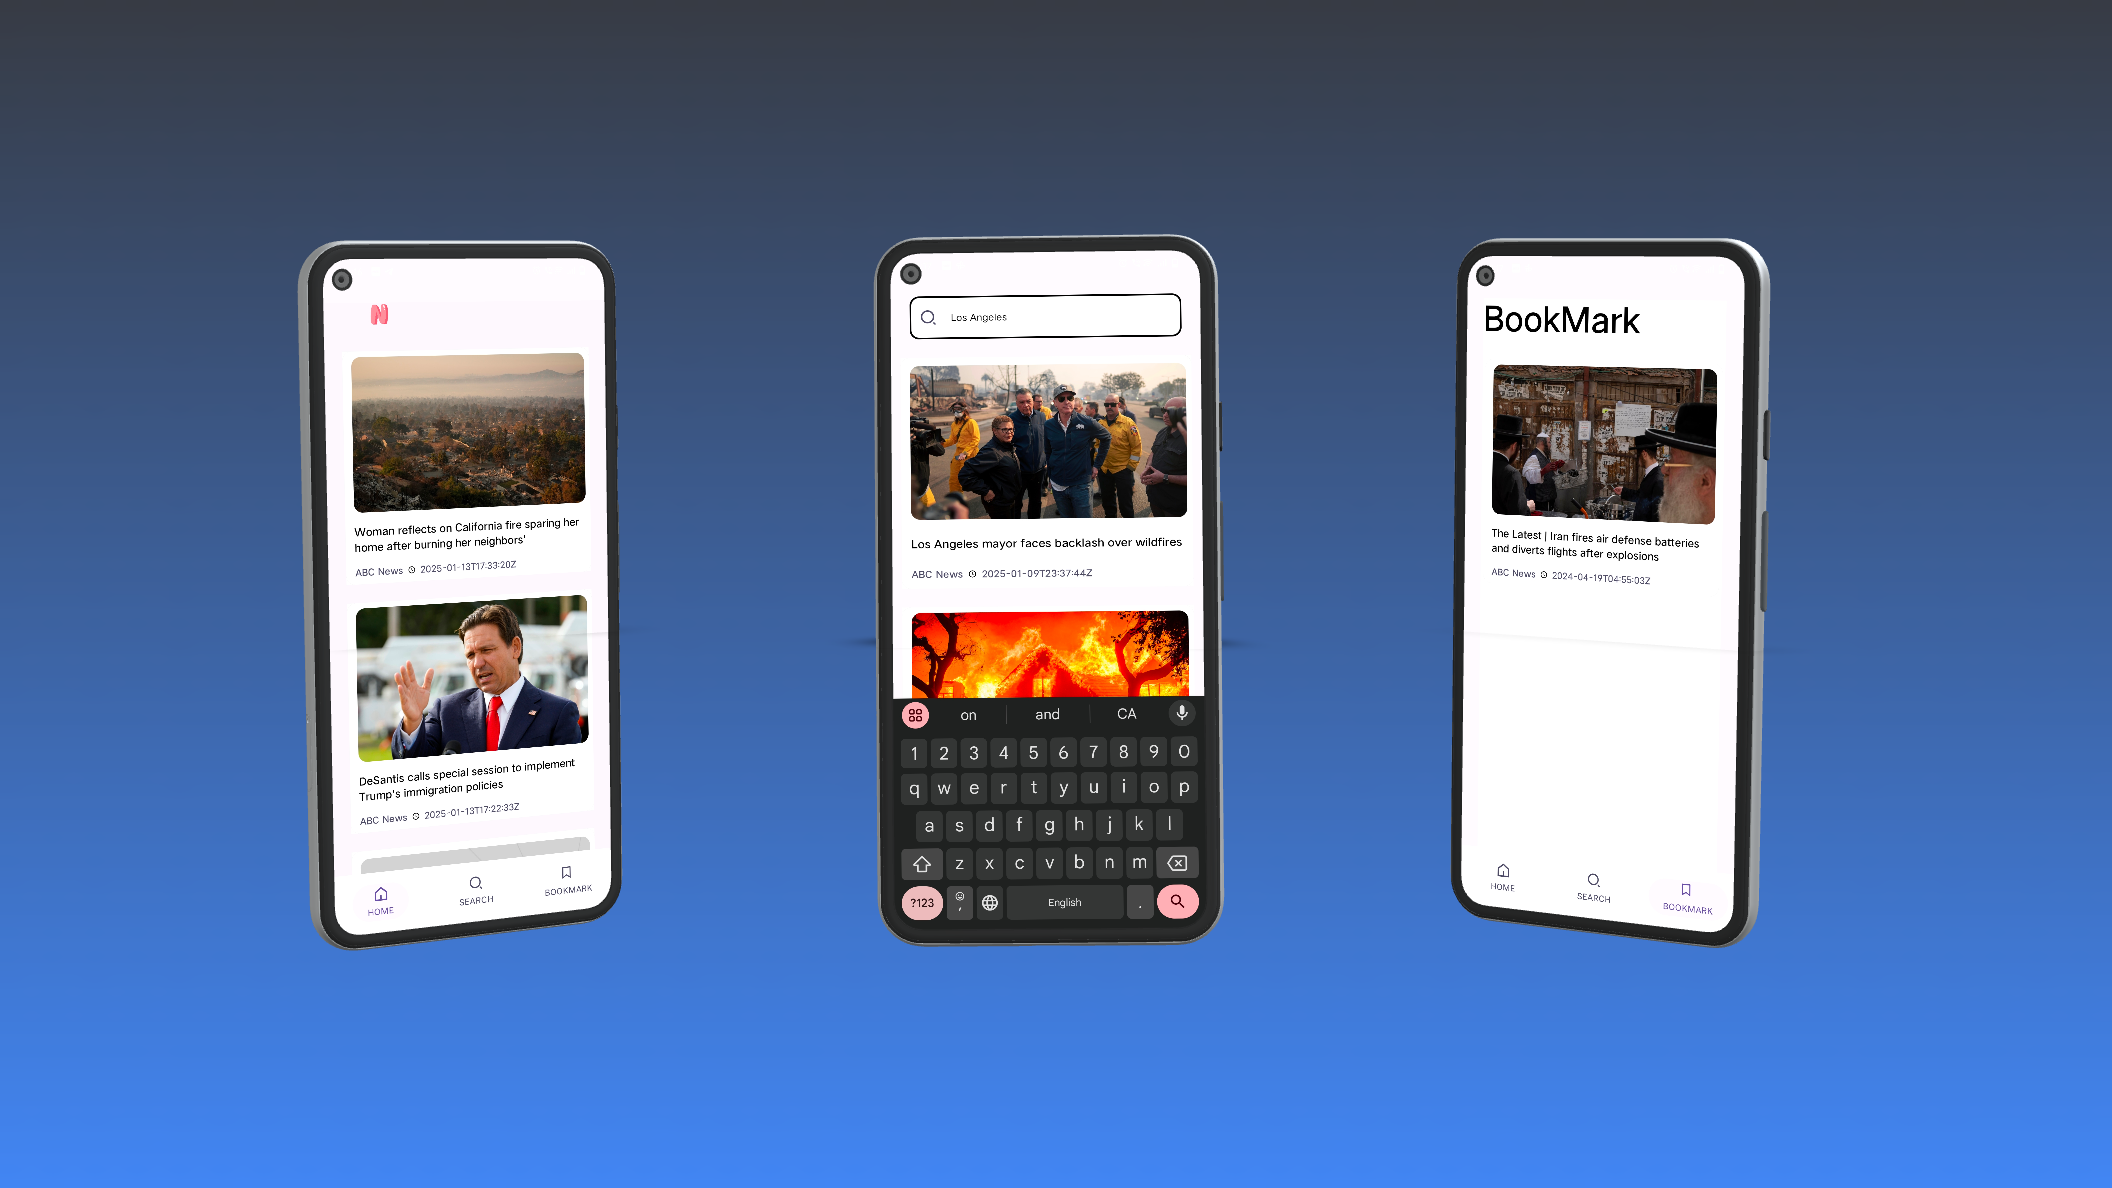 N
Woman reflects on California fire sparing her
home after burning her neighbors'
ABC News 2025-01-13T17:33:20Z
DeSantis calls special session to implement
Trump's immigration policies
ABC News 2025-01-13T17:22:33Z
HOME SEARCH BOOKMARK
Los Angeles
Los Angeles mayor faces backlash over wildfires
ABC News 2025-01-09T23:37:44Z
on and CA
1 2 3 4 5 6 7 8 9 0
q w e r t y u i o p
a s d f g h j k l
z x c v b n m
?123 , English .
BookMark
The Latest | Iran fires air defense batteries
and diverts flights after explosions
ABC News 2024-04-19T04:55:03Z
HOME SEARCH BOOKMARK